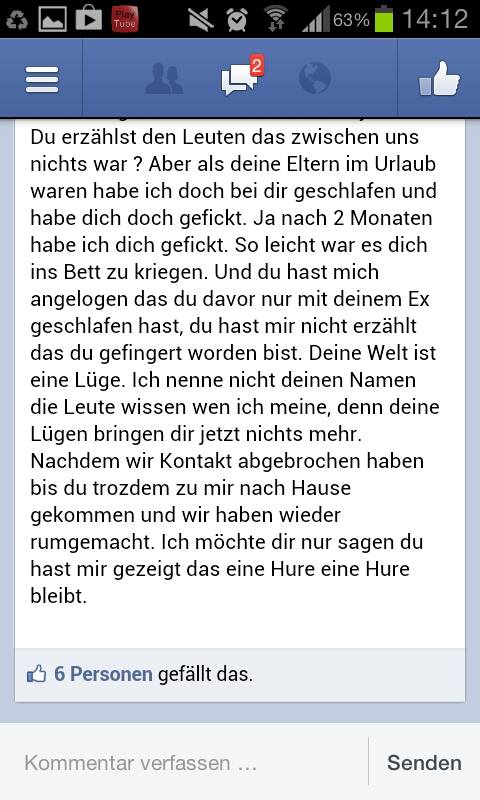 Play
Tube
63%
14:12
2
Du erzählst den Leuten das zwischen uns
nichts war ? Aber als deine Eltern im Urlaub
waren habe ich doch bei dir geschlafen und
habe dich doch gefickt. Ja nach 2 Monaten
habe ich dich gefickt. So leicht war es dich
ins Bett zu kriegen. Und du hast mich
angelogen das du davor nur mit deinem Ex
geschlafen hast, du hast mir nicht erzählt
das du gefingert worden bist. Deine Welt ist
eine Lüge. Ich nenne nicht deinen Namen
die Leute wissen wen ich meine, denn deine
Lügen bringen dir jetzt nichts mehr.
Nachdem wir Kontakt abgebrochen haben
bis du trozdem zu mir nach Hause
gekommen und wir haben wieder
rumgemacht. Ich möchte dir nur sagen du
hast mir gezeigt das eine Hure eine Hure
bleibt.
6 Personen gefällt das.
Kommentar verfassen …
Senden